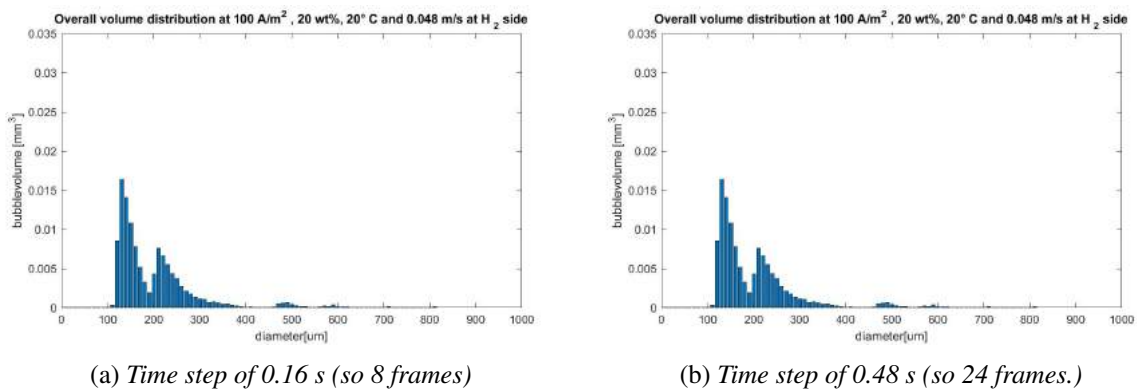 Overall volume distribution at 100 A/m² , 20 wt%, 20° C and 0.048 m/s at H₂ side
0.035
0.03
0.025
0.02
0.015
0.01
0.005
0
bubblevolume [mm³]
0 100 200 300 400 500 600 700 800 900 1000
diameter[um]
(a) Time step of 0.16 s (so 8 frames)
Overall volume distribution at 100 A/m² , 20 wt%, 20° C and 0.048 m/s at H₂ side
0.035
0.03
0.025
0.02
0.015
0.01
0.005
0
bubblevolume [mm³]
0 100 200 300 400 500 600 700 800 900 1000
diameter[um]
(b) Time step of 0.48 s (so 24 frames.)